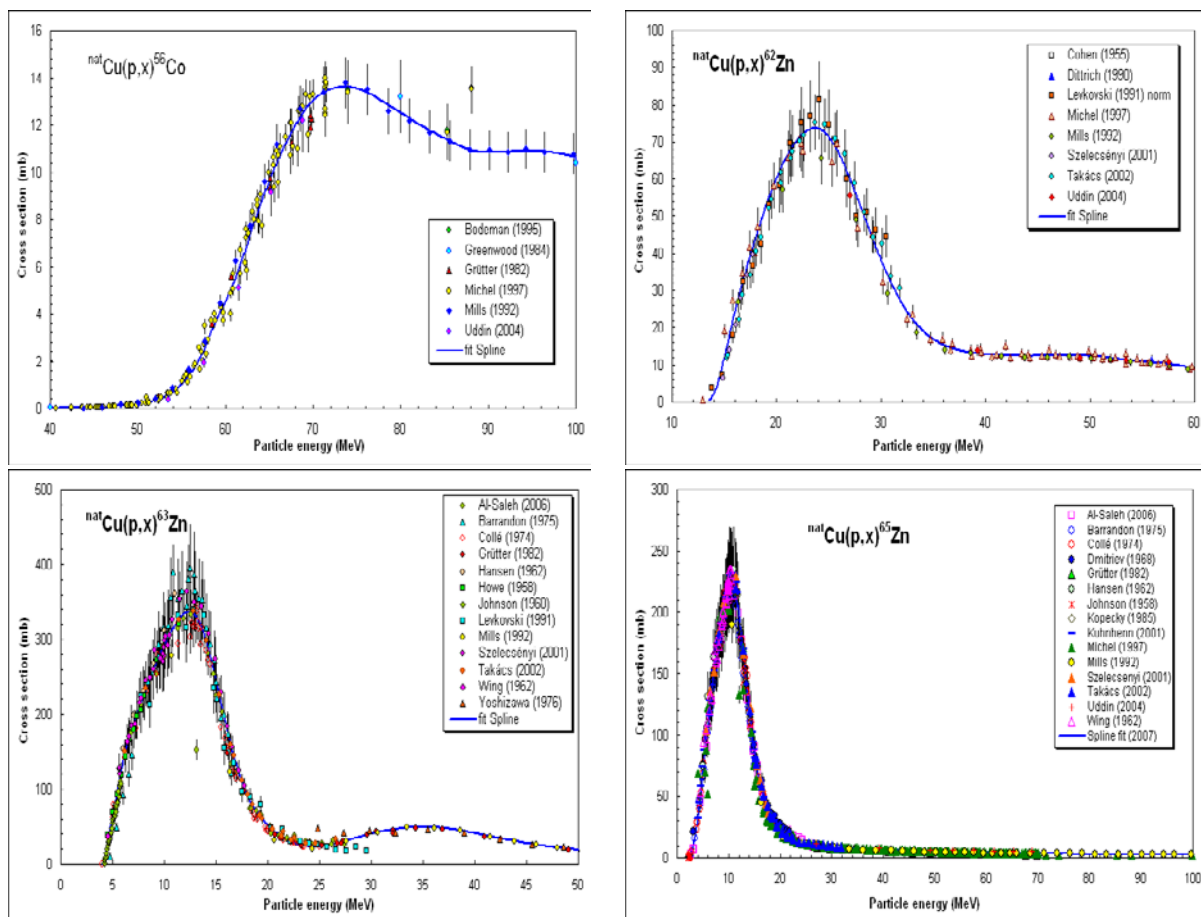 natCu(p,x)56Co
Cross section (mb)
16
14
12
10
8
6
4
2
0
Bodeman (1995)
Greenwood (1984)
Grütter (1982)
Michel (1997)
Mills (1992)
Uddin (2004)
fit Spline
40 50 60 70 80 90 100
Particle energy (MeV)
natCu(p,x)62Zn
Cross section (mb)
100
90
80
70
60
50
40
30
20
10
0
Cohen (1955)
Dittrich (1990)
Levkovski (1991) norm
Michel (1997)
Mills (1992)
Szelecsényi (2001)
Takács (2002)
Uddin (2004)
fit Spline
10 20 30 40 50 60
Particle energy (MeV)
natCu(p,x)63Zn
Cross section (mb)
500
400
300
200
100
0
Al-Saleh (2006)
Barrandon (1975)
Collé (1974)
Grütter (1982)
Hansen (1962)
Howe (1958)
Johnson (1960)
Levkovski (1991)
Mills (1992)
Szelecsényi (2001)
Takács (2002)
Wing (1962)
Yoshizawa (1976)
fit Spline
0 5 10 15 20 25 30 35 40 45 50
Particle energy (MeV)
natCu(p,x)65Zn
Cross section (mb)
300
250
200
150
100
50
0
Al-Saleh (2006)
Barrandon (1975)
Collé (1974)
Dmitriev (1968)
Grütter (1982)
Hansen (1962)
Johnson (1958)
Kopecky (1985)
Kuhnhenn (2001)
Michel (1997)
Mills (1992)
Szelecsenyi (2001)
Takács (2002)
Uddin (2004)
Wing (1962)
Spline fit (2007)
0 10 20 30 40 50 60 70 80 90 100
Particle energy (MeV)